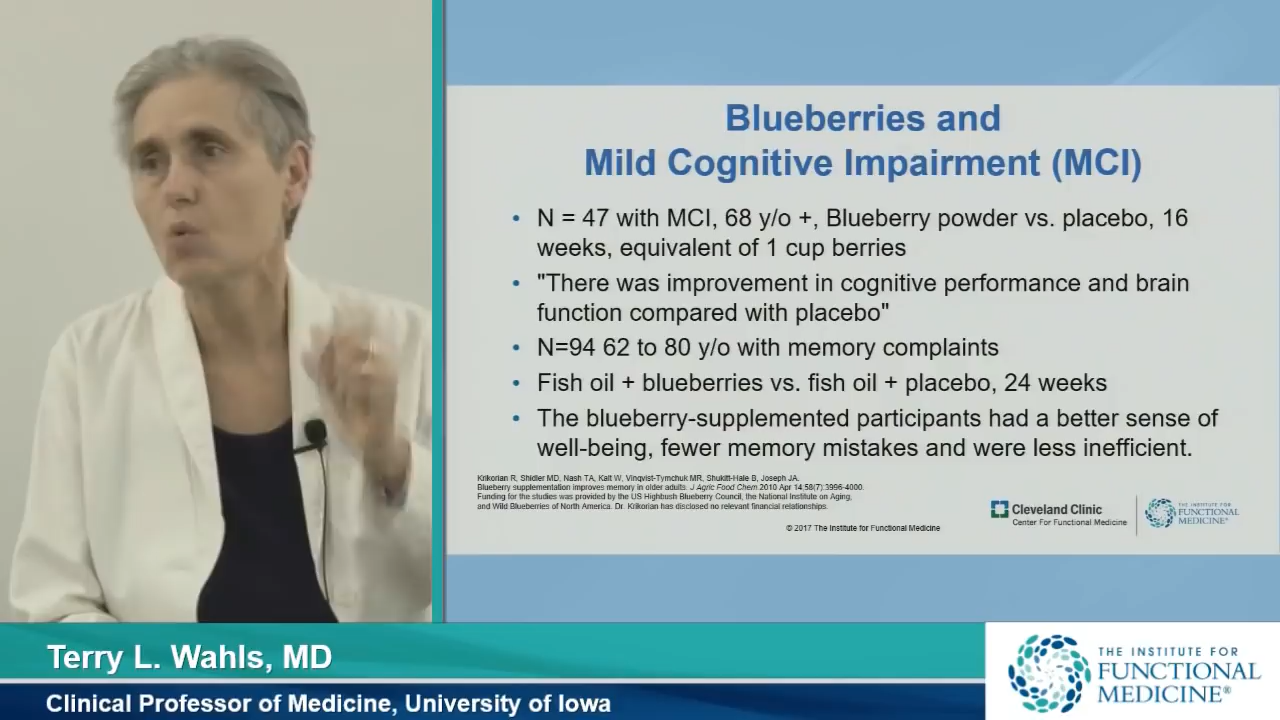 Blueberries and
Mild Cognitive Impairment (MCI)
• N = 47 with MCI, 68 y/o +, Blueberry powder vs. placebo, 16
weeks, equivalent of 1 cup berries
• "There was improvement in cognitive performance and brain
function compared with placebo"
• N=94 62 to 80 y/o with memory complaints
• Fish oil + blueberries vs. fish oil + placebo, 24 weeks
• The blueberry-supplemented participants had a better sense of
well-being, fewer memory mistakes and were less inefficient.
Krikorian R, Shidler MD, Nash TA, Kalt W, Vinqvist-Tymchuk MR, Shukitt-Hale B, Joseph JA.
Blueberry supplementation improves memory in older adults. J Agric Food Chem 2010 Apr 14;58(7):3996-4000.
Funding for the studies was provided by the US Highbush Blueberry Council, the National Institute on Aging,
and Wild Blueberries of North America. Dr. Krikorian has disclosed no relevant financial relationships.
© 2017 The Institute for Functional Medicine
Cleveland Clinic
Center For Functional Medicine
THE INSTITUTE FOR
FUNCTIONAL
MEDICINE®
Terry L. Wahls, MD
Clinical Professor of Medicine, University of Iowa
THE INSTITUTE FOR
FUNCTIONAL
MEDICINE®